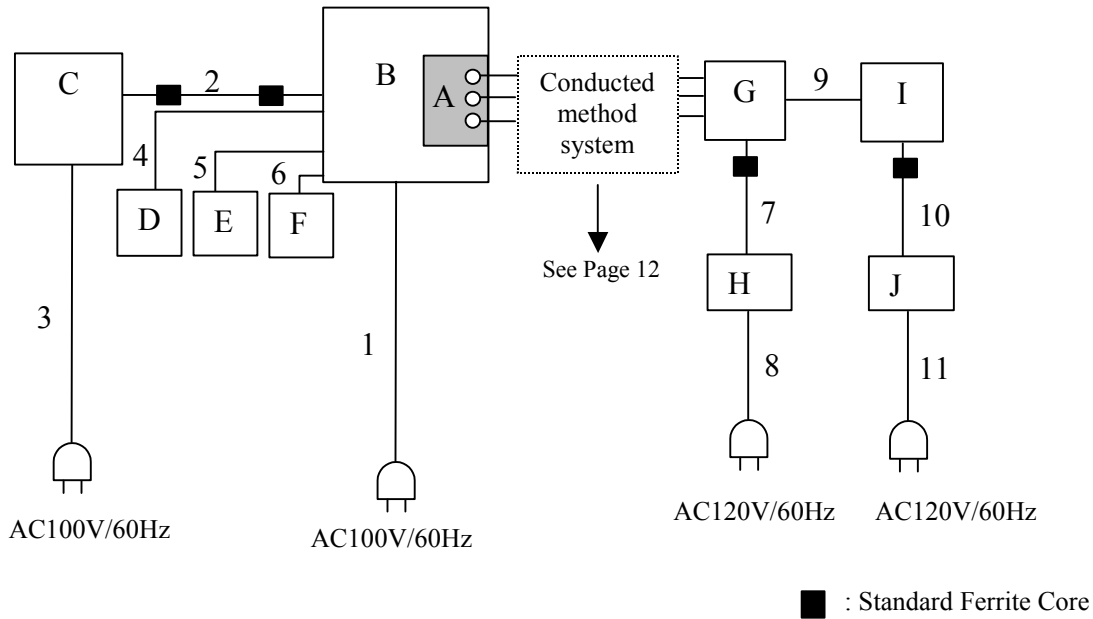 C
2
B
A
Conducted
method
system
G
9
I
4
5
6
D
E
F
7
10
See Page 12
H
J
3
1
8
11
AC100V/60Hz
AC100V/60Hz
AC120V/60Hz
AC120V/60Hz
: Standard Ferrite Core